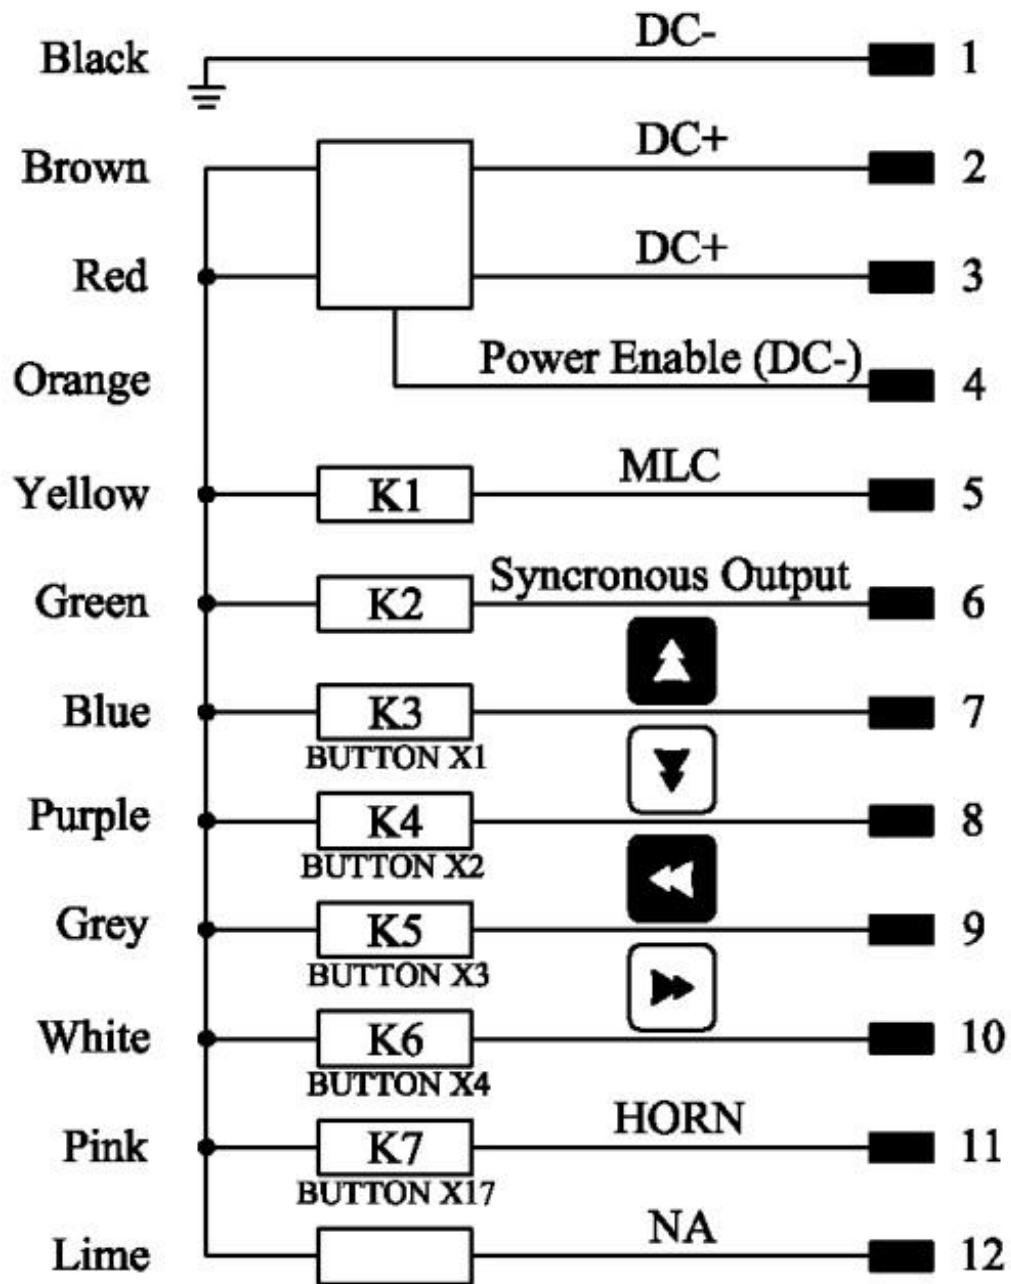 Black DC- 1
Brown DC+ 2
Red DC+ 3
Orange Power Enable (DC-) 4
Yellow K1 MLC 5
Green K2 Syncronous Output 6
Blue K3 7
BUTTON X1
Purple K4 8
BUTTON X2
Grey K5 9
BUTTON X3
White K6 10
BUTTON X4
Pink K7 HORN 11
BUTTON X17
Lime NA 12